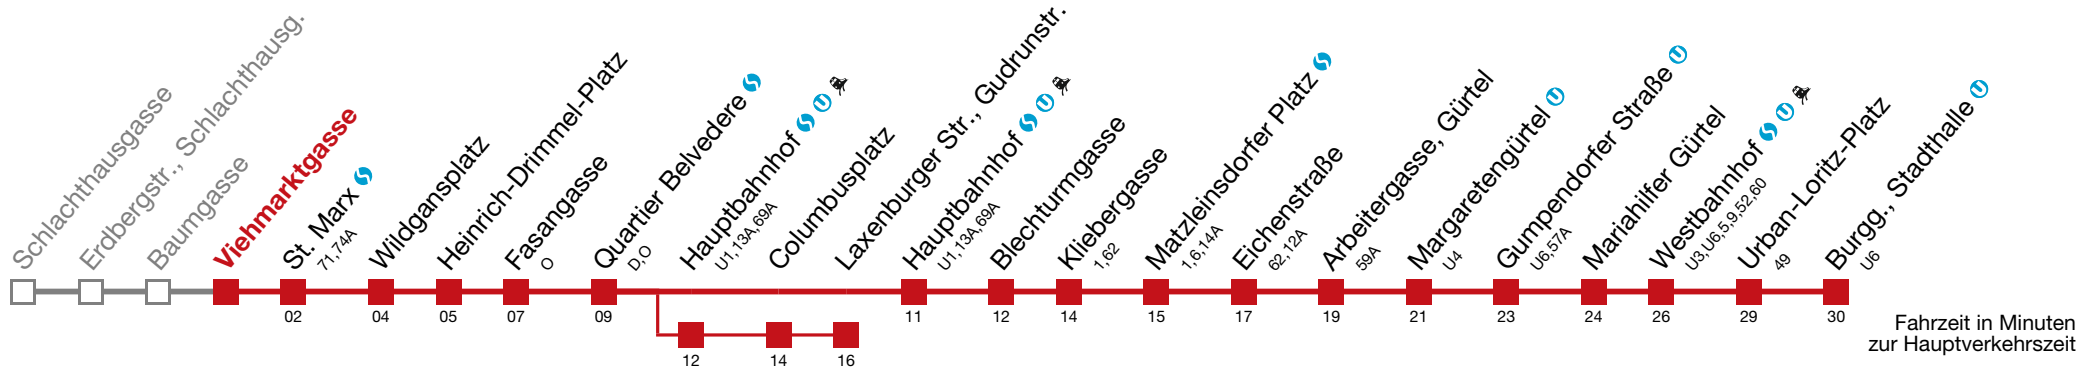 Schlachthausgasse
Erdbergstr., Schlachthausg.
Baumgasse
Viehmarktgasse
St. Marx
71,74A
02
Wildgansplatz
04
Heinrich-Drimmel-Platz
05
Fasangasse
O
07
Quartier Belvedere
D,O
09
Hauptbahnhof
U1,13A,69A
12
Columbusplatz
14
Laxenburger Str., Gudrunstr.
16
Hauptbahnhof
U1,13A,69A
11
Blechturmgasse
12
Kliebergasse
1,62
14
Matzleinsdorfer Platz
1,6,14A
15
Eichenstraße
62,12A
17
Arbeitergasse, Gürtel
59A
19
Margaretengürtel
U4
21
Gumpendorfer Straße
U6,57A
23
Mariahilfer Gürtel
24
Westbahnhof
U3,U6,5,9,52,60
26
Urban-Loritz-Platz
49
29
Burgg., Stadthalle
U6
30
Fahrzeit in Minuten
zur Hauptverkehrszeit